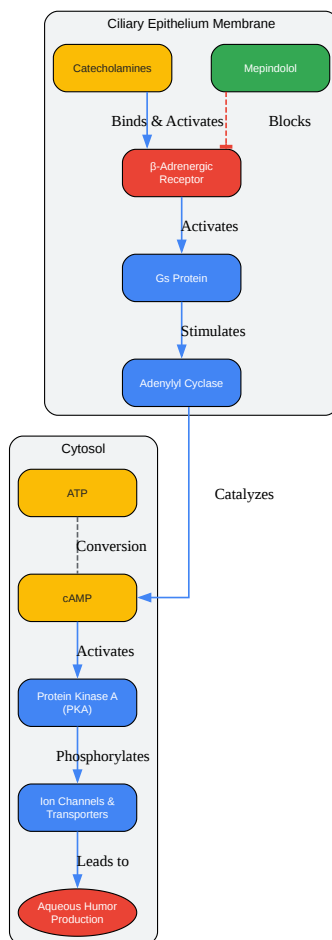 Ciliary Epithelium Membrane
Catecholamines
Mepindolol
Binds & Activates
Blocks
β-Adrenergic
Receptor
Activates
Gs Protein
Stimulates
Adenylyl Cyclase
Cytosol
ATP
Catalyzes
Conversion
cAMP
Activates
Protein Kinase A
(PKA)
Phosphorylates
Ion Channels &
Transporters
Leads to
Aqueous Humor
Production